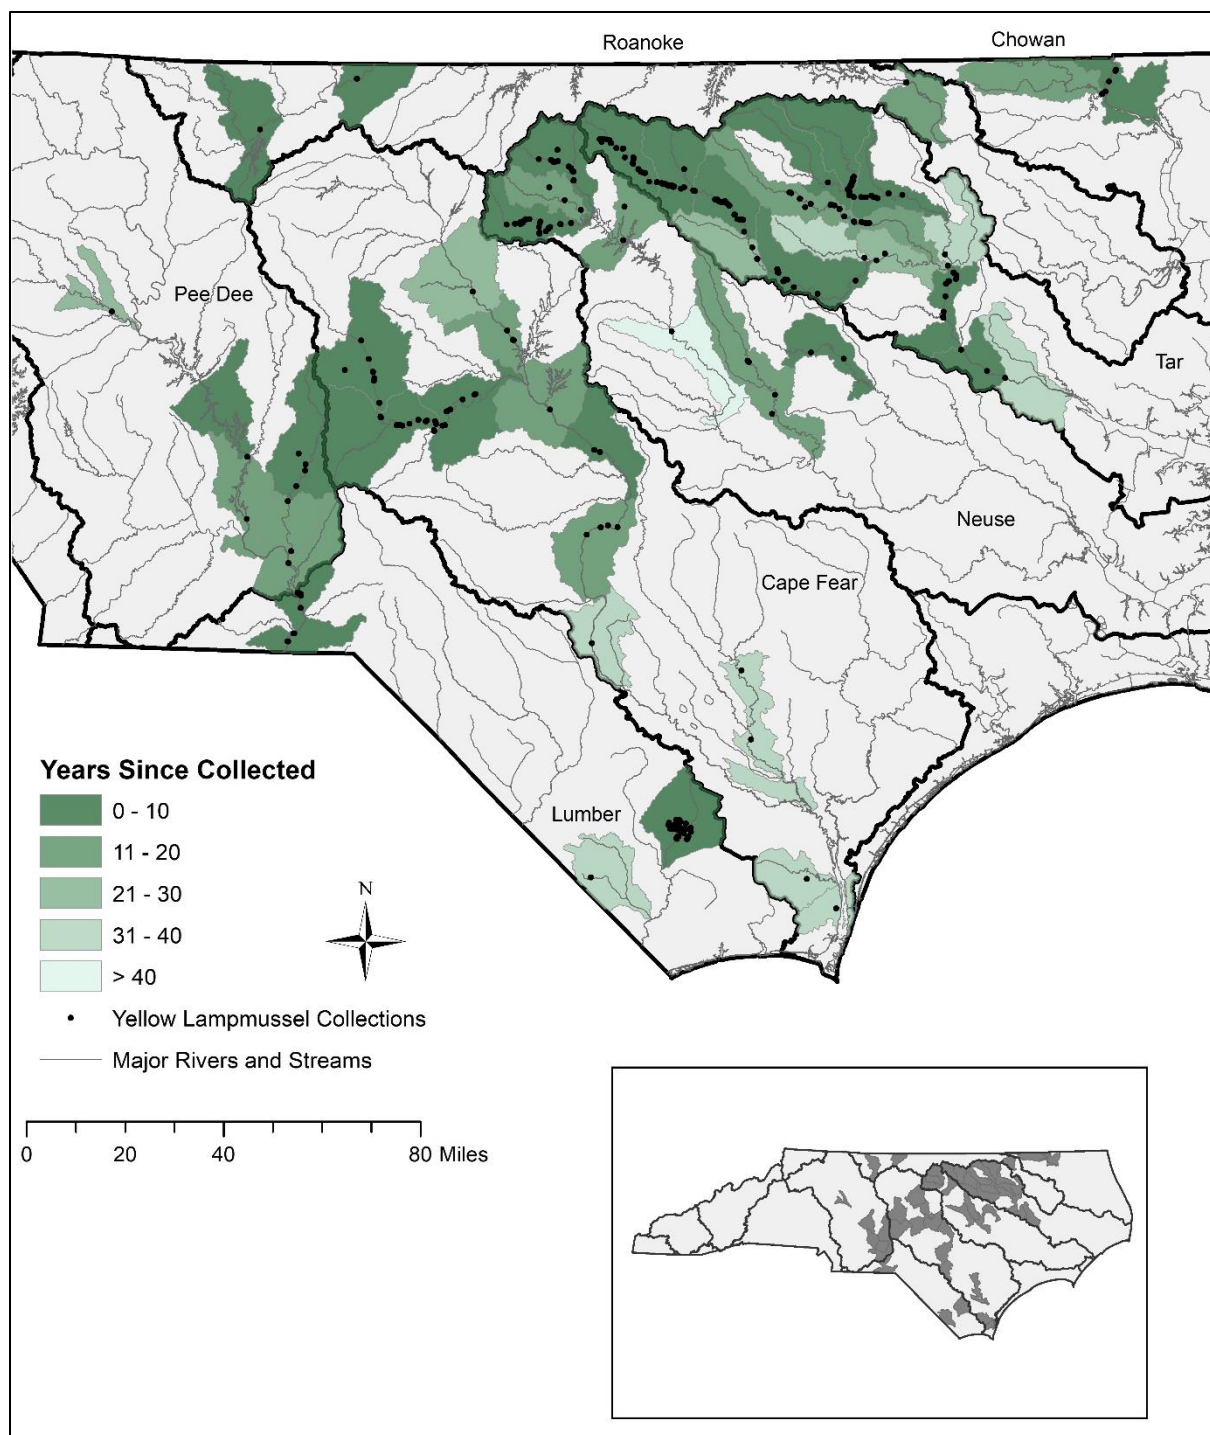 Roanoke
Chowan
Pee Dee
Tar
Neuse
Cape Fear
Lumber
Years Since Collected
0 - 10
11 - 20
21 - 30
31 - 40
> 40
N
Yellow Lampmussel Collections
Major Rivers and Streams
0 20 40 80 Miles